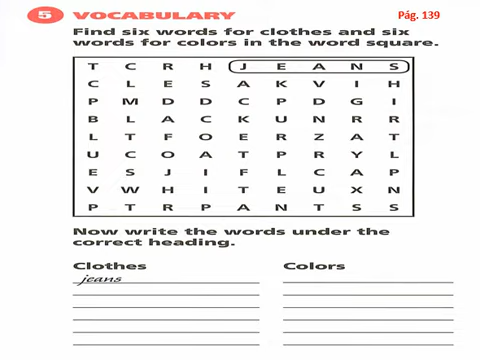 5 VOCABULARY Pág. 139
Find six words for clothes and six
words for colors in the word square.
T C R H J E A N S
C L E S A K V I H
P M D D C P D G I
B L A C K U N R R
L T F O E R Z A T
U C O A T P R Y L
E S J I F L C A P
V W H I T E U X N
P T R P A N T S S
Now write the words under the
correct heading.
Clothes Colors
jeans